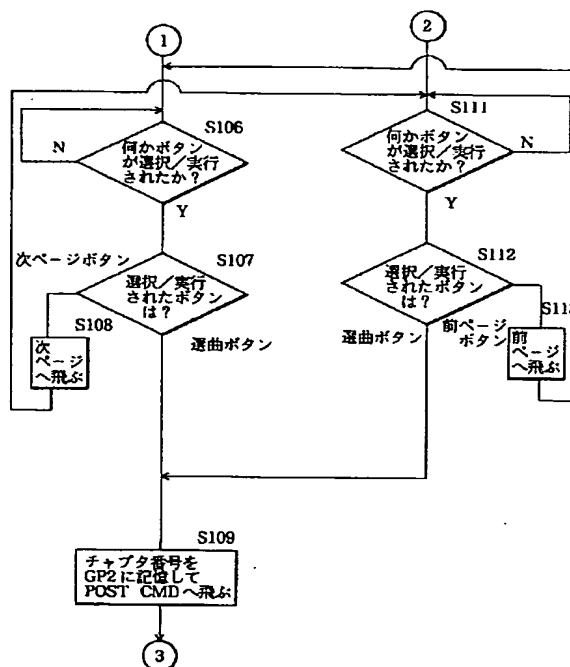 1
2
S106
何かボタン
が選択／実行
されたか？
N
Y
S111
何かボタン
が選択／実行
されたか？
N
Y
次ページボタン
S107
選択／実行
されたボタン
は？
選曲ボタン
S108
次
ページ
へ飛ぶ
S112
選択／実行
されたボタン
は？
選曲ボタン
前ページ
ボタン
S113
前
ページ
へ飛ぶ
S109
チャプタ番号を
GP2に記憶して
POST CMDへ飛ぶ
3